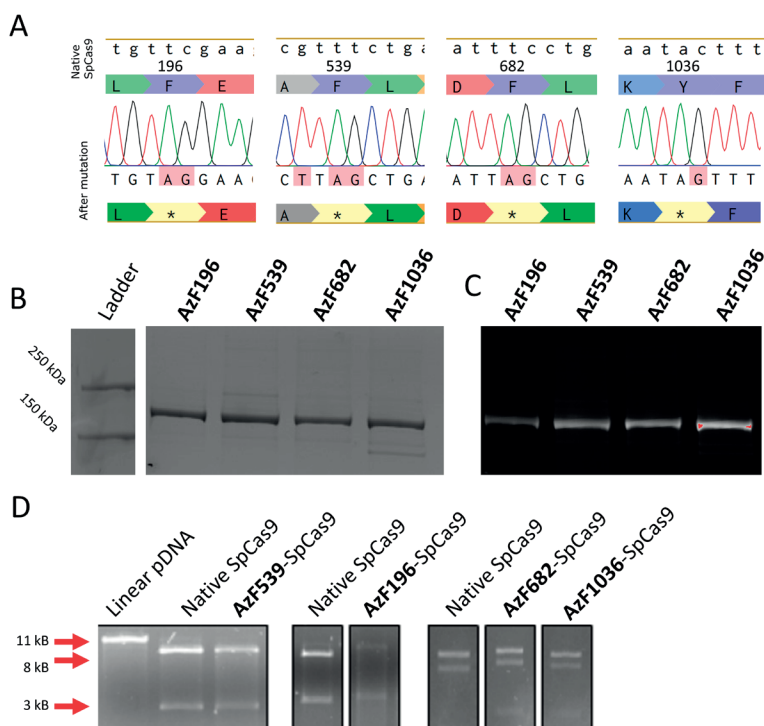 A
Native SpCas9
t g t t c g a a g
c g t t t c t g a
a t t t c c t g
a a t a c t t t
196
539
682
1036
L F E
A F L
D F L
K Y F
After mutation
T G T A G G A A G
C T T A G C T G A
A T T A G C T G
A A T A G T T T
L * E
A * L
D * L
K * F
B
Ladder
AzF196
AzF539
AzF682
AzF1036
250 kDa
150 kDa
C
AzF196
AzF539
AzF682
AzF1036
D
Linear pDNA
Native SpCas9
AzF539-SpCas9
Native SpCas9
AzF196-SpCas9
Native SpCas9
AzF682-SpCas9
AzF1036-SpCas9
11 kB
8 kB
3 kB